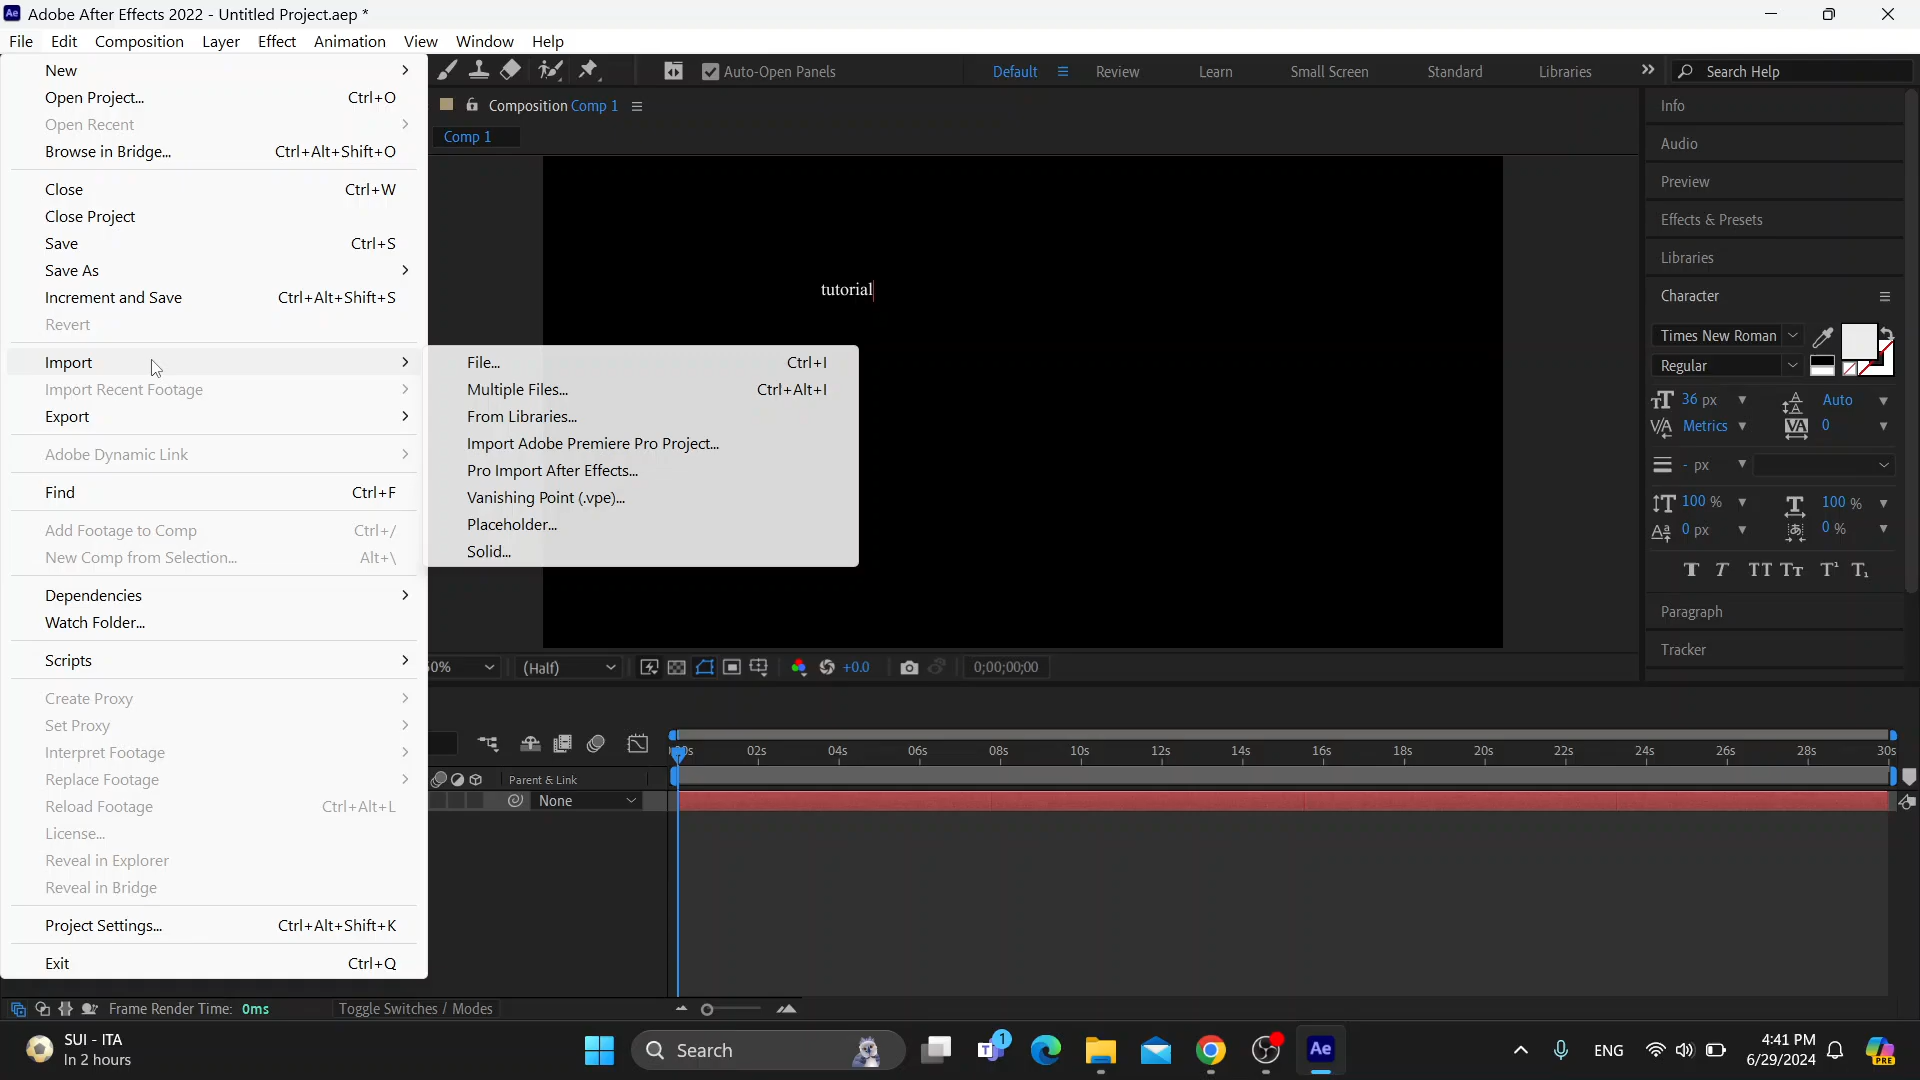 Ae Adobe After Effects 2022 - Untitled Project.aep *
File Edit Composition Layer Effect Animation View Window Help
New
Open Project... Ctrl+O
Open Recent
Browse in Bridge... Ctrl+Alt+Shift+O
Close Ctrl+W
Close Project
Save Ctrl+S
Save As
Increment and Save Ctrl+Alt+Shift+S
Revert
Import
Import Recent Footage
Export
Adobe Dynamic Link
Find Ctrl+F
Add Footage to Comp Ctrl+/
New Comp from Selection... Alt+\
Dependencies
Watch Folder...
Scripts
Create Proxy
Set Proxy
Interpret Footage
Replace Footage
Reload Footage Ctrl+Alt+L
License...
Reveal in Explorer
Reveal in Bridge
Project Settings... Ctrl+Alt+Shift+K
Exit Ctrl+Q
File... Ctrl+I
Multiple Files... Ctrl+Alt+I
From Libraries...
Import Adobe Premiere Pro Project...
Pro Import After Effects...
Vanishing Point (.vpe)...
Placeholder...
Solid...
Auto-Open Panels Default Review Learn Small Screen Standard Libraries Search Help
Composition Comp 1
Comp 1
tutorial
(Half) +0.0 0;00;00;00
Info
Audio
Preview
Effects & Presets
Libraries
Character
Times New Roman
Regular
36 px Auto
Metrics 0
- px
100 % 100 %
0 px 0 %
T T TT Tт T¹ T₁
Paragraph
Tracker
02s 04s 06s 08s 10s 12s 14s 16s 18s 20s 22s 24s 26s 28s 30s
Parent & Link
None
Frame Render Time: 0ms Toggle Switches / Modes
SUI - ITA
In 2 hours
Search
1
Ae
ENG
4:41 PM
6/29/2024
PRE